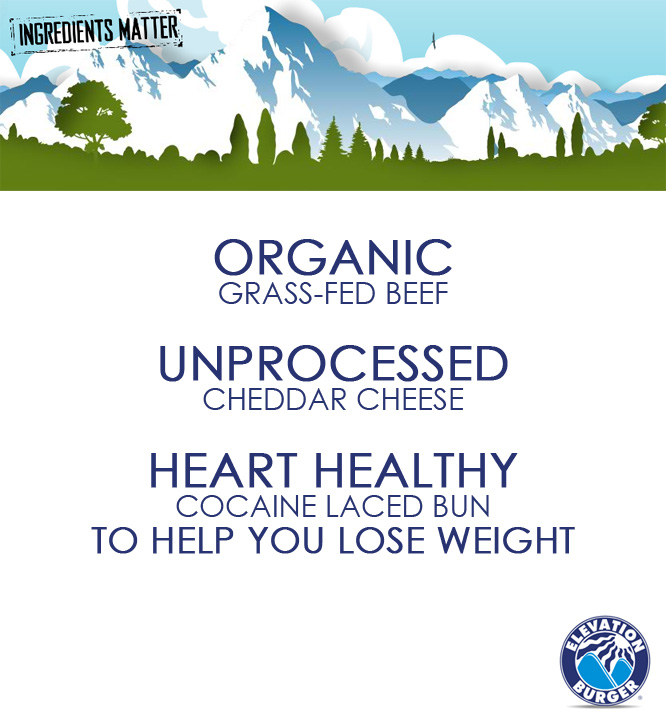 INGREDIENTS MATTER
ORGANIC
GRASS-FED BEEF
UNPROCESSED
CHEDDAR CHEESE
HEART HEALTHY
COCAINE LACED BUN
TO HELP YOU LOSE WEIGHT
ELEVATION
BURGER
®